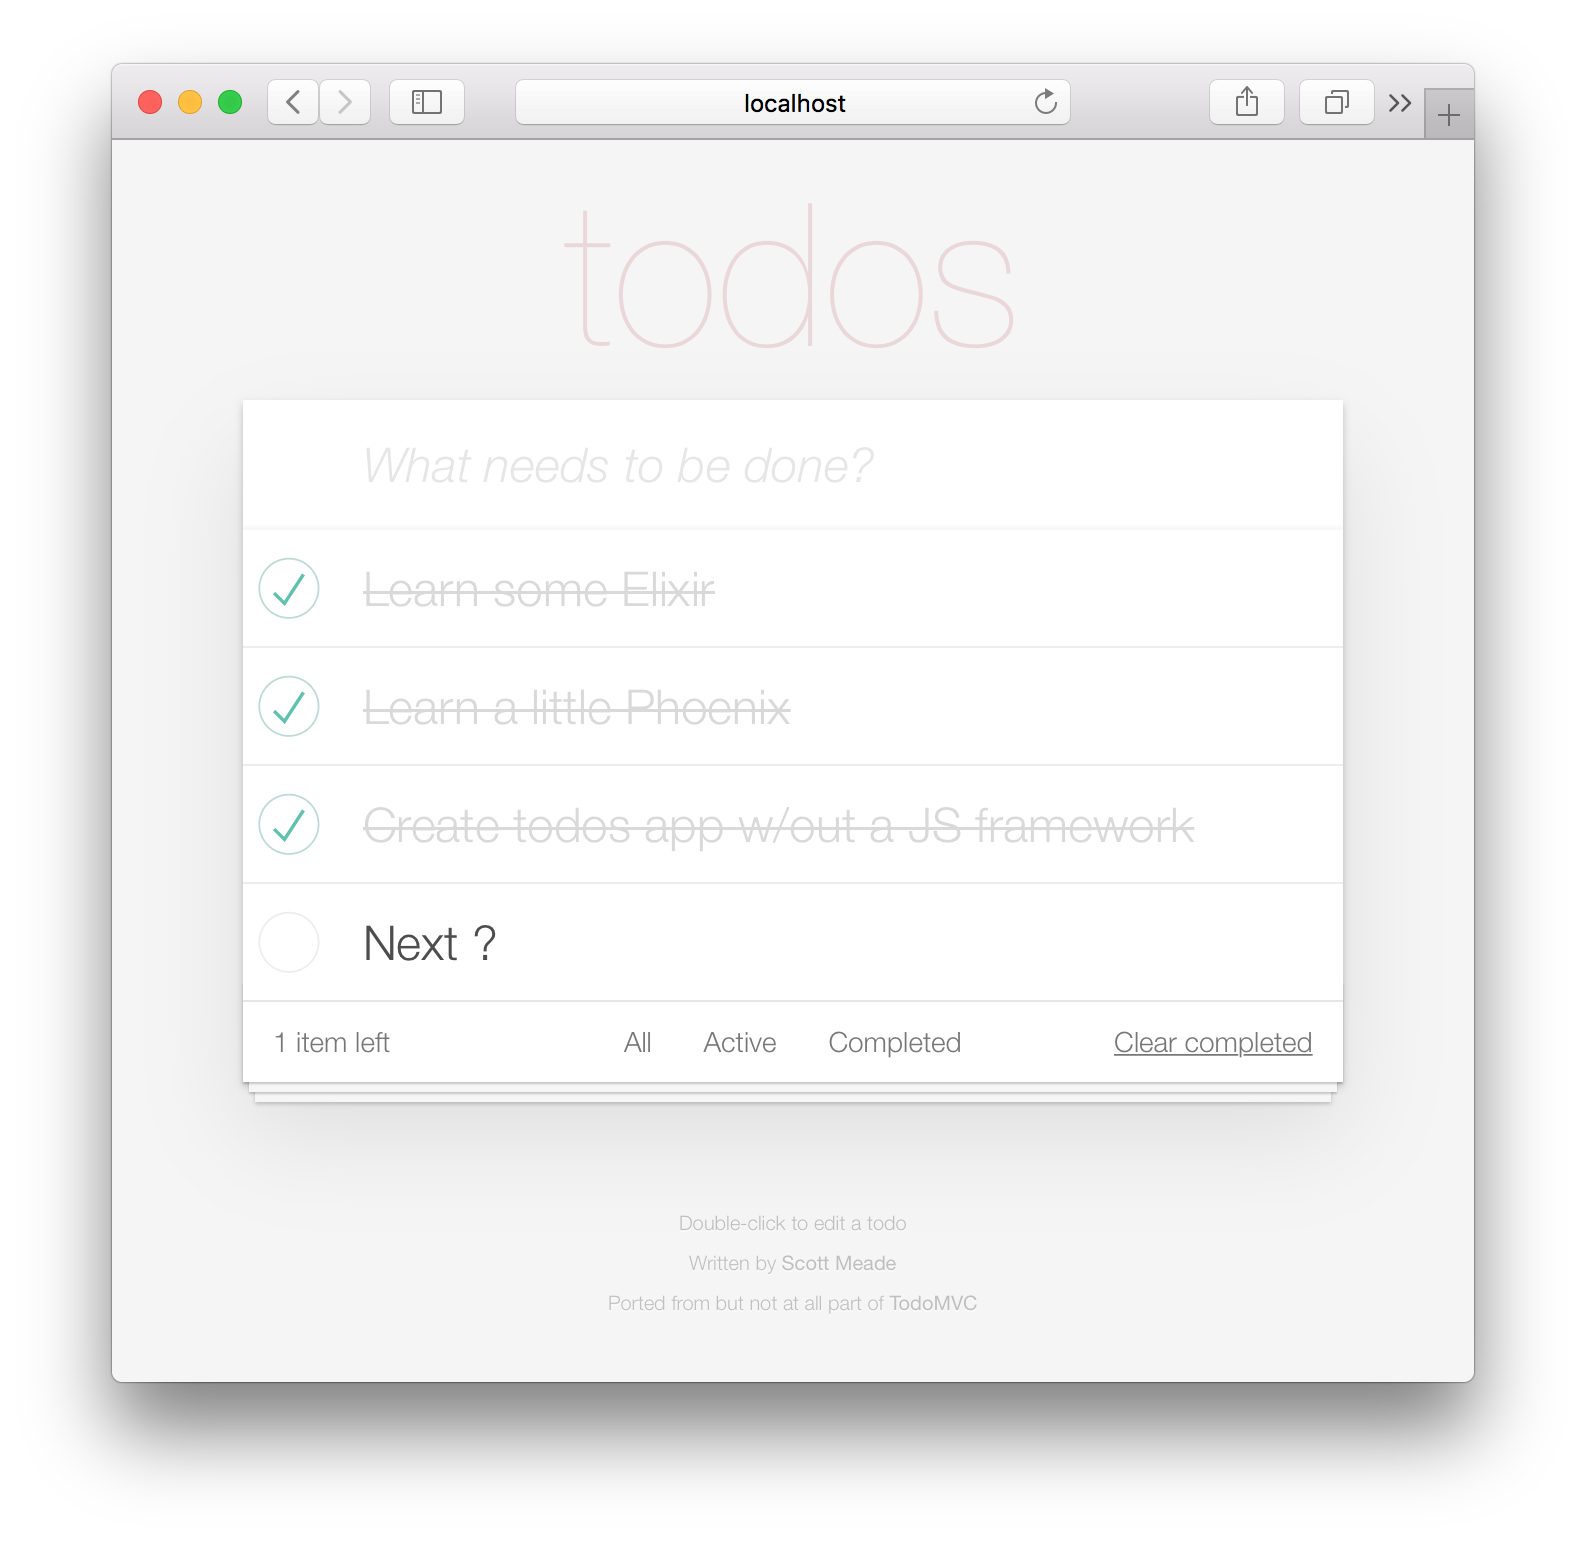 localhost
todos
What needs to be done?
Learn some Elixir
Learn a little Phoenix
Create todos app w/out a JS framework
Next ?
1 item left All Active Completed Clear completed
Double-click to edit a todo
Written by Scott Meade
Ported from but not at all part of TodoMVC